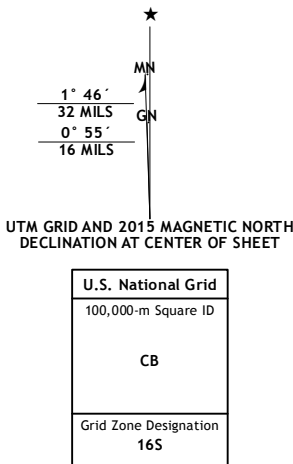 ★
MN
1° 46´
32 MILS
GN
0° 55´
16 MILS
UTM GRID AND 2015 MAGNETIC NORTH
DECLINATION AT CENTER OF SHEET
U.S. National Grid
100,000-m Square ID
CB
Grid Zone Designation
16S